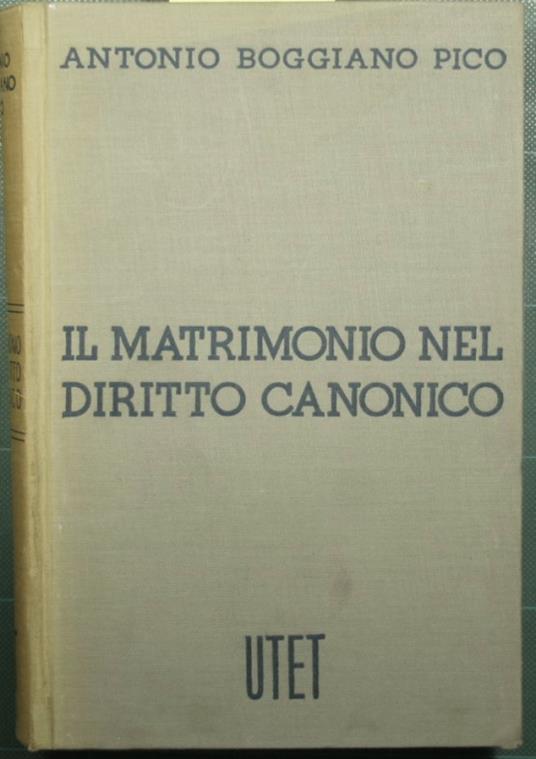 ANTONIO BOGGIANO PICO
IL MATRIMONIO NEL
DIRITTO CANONICO
UTET